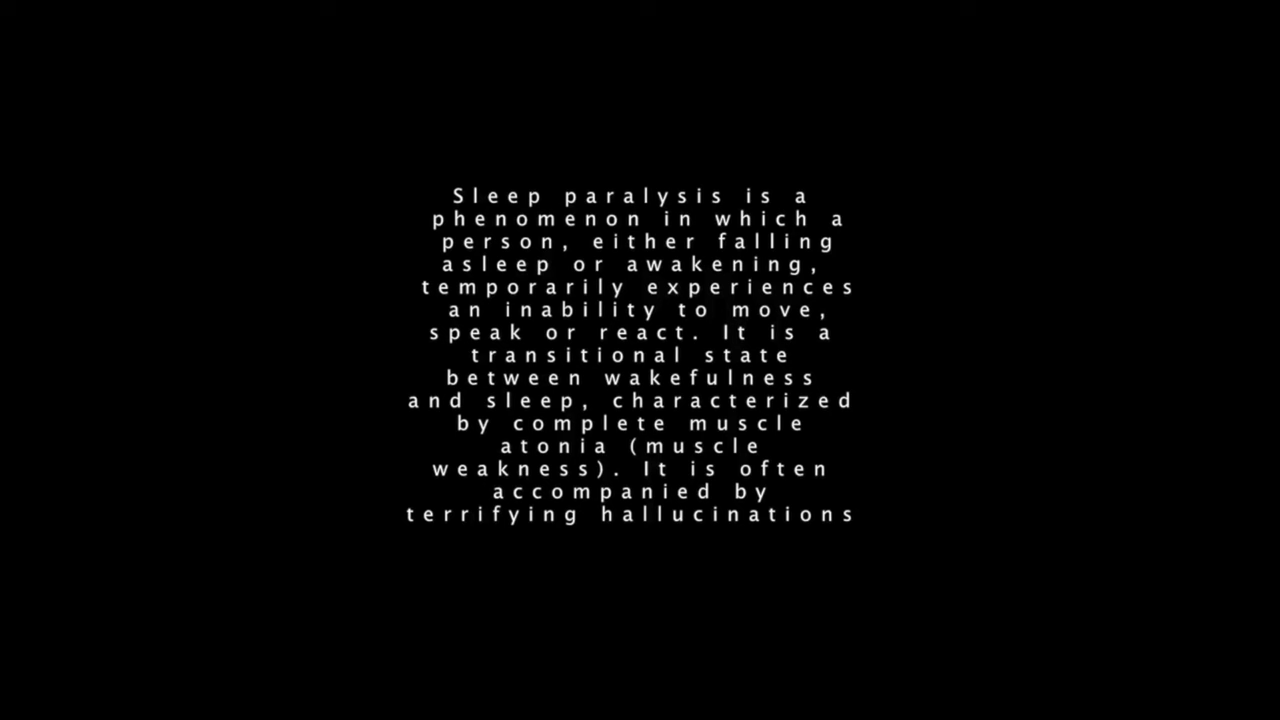 Sleep paralysis is a
phenomenon in which a
person, either falling
asleep or awakening,
temporarily experiences
an inability to move,
speak or react. It is a
transitional state
between wakefulness
and sleep, characterized
by complete muscle
atonia (muscle
weakness). It is often
accompanied by
terrifying hallucinations